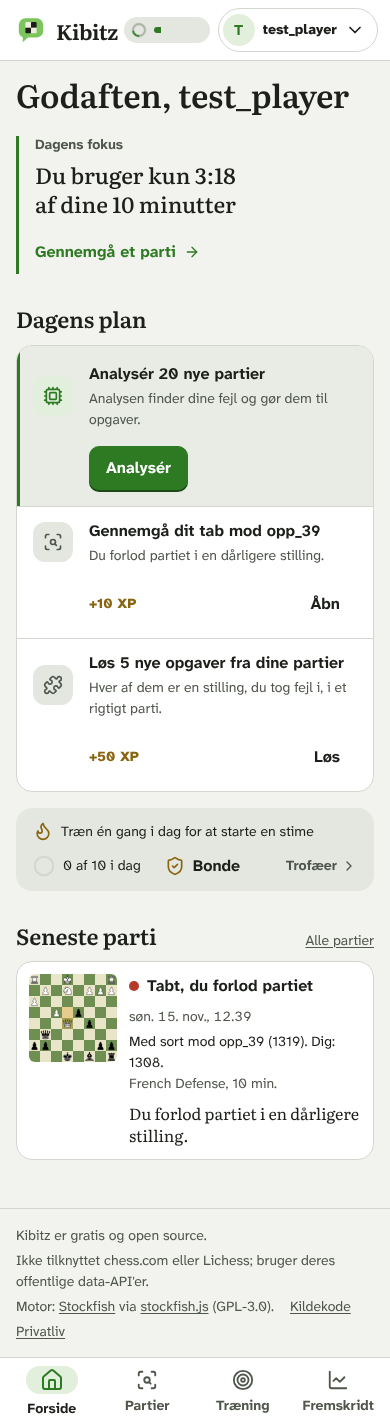 Kibitz
T test_player
Godaften, test_player
Dagens fokus
Du bruger kun 3:18
af dine 10 minutter
Gennemgå et parti →
Dagens plan
Analysér 20 nye partier
Analysen finder dine fejl og gør dem til
opgaver.
Analysér
Gennemgå dit tab mod opp_39
Du forlod partiet i en dårligere stilling.
+10 XP Åbn
Løs 5 nye opgaver fra dine partier
Hver af dem er en stilling, du tog fejl i, i et
rigtigt parti.
+50 XP Løs
Træn én gang i dag for at starte en stime
0 af 10 i dag Bonde Trofæer
Seneste parti Alle partier
Tabt, du forlod partiet
søn. 15. nov., 12.39
Med sort mod opp_39 (1319). Dig:
1308.
French Defense, 10 min.
Du forlod partiet i en dårligere
stilling.
Kibitz er gratis og open source.
Ikke tilknyttet chess.com eller Lichess; bruger deres
offentlige data-API'er.
Motor: Stockfish via stockfish.js (GPL-3.0). Kildekode
Privatliv
Forside Partier Træning Fremskridt